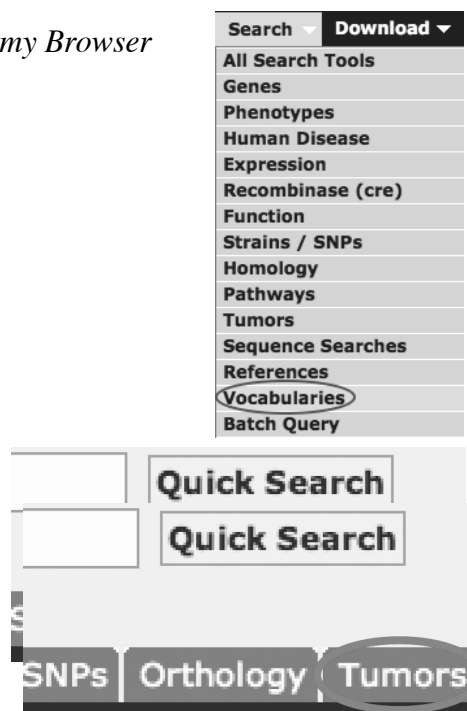 my Browser
Search Download
All Search Tools
Genes
Phenotypes
Human Disease
Expression
Recombinase (cre)
Function
Strains / SNPs
Homology
Pathways
Tumors
Sequence Searches
References
Vocabularies
Batch Query
Quick Search
Quick Search
SNPs Orthology Tumors